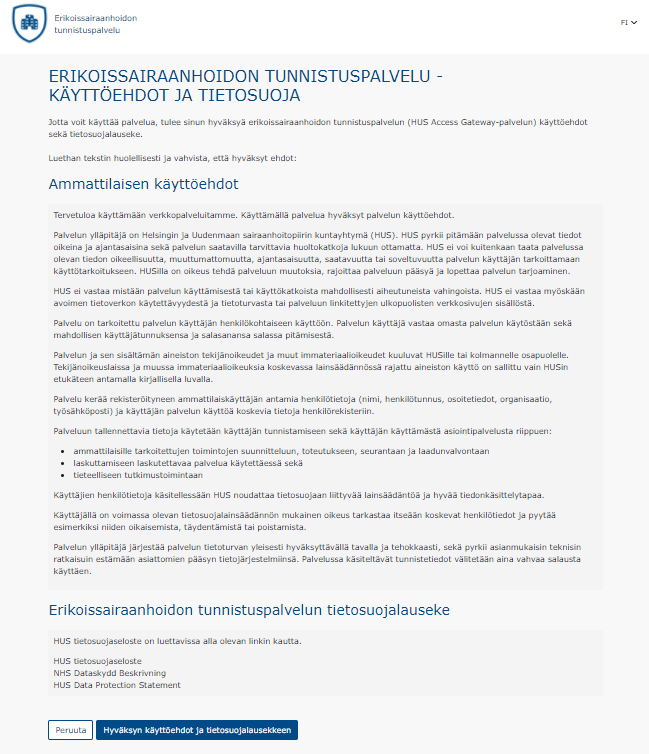 Erikoissairaanhoidon
tunnistuspalvelu
FI
ERIKOISSAIRAANHOIDON TUNNISTUSPALVELU -
KÄYTTÖEHDOT JA TIETOSUOJA
Jotta voit käyttää palvelua, tulee sinun hyväksyä erikoissairaanhoidon tunnistuspalvelun (HUS Access Gateway-palvelun) käyttöehdot
sekä tietosuojalauseke.
Luethan tekstin huolellisesti ja vahvista, että hyväksyt ehdot:
Ammattilaisen käyttöehdot
Tervetuloa käyttämään verkkopalveluitamme. Käyttämällä palvelua hyväksyt palvelun käyttöehdot.
Palvelun ylläpitäjä on Helsingin ja Uudenmaan sairaanhoitopiirin kuntayhtymä (HUS). HUS pyrkii pitämään palvelussa olevat tiedot
oikeina ja ajantasaisina sekä palvelun saatavilla tarvittavia huoltokatkoja lukuun ottamatta. HUS ei voi kuitenkaan taata palvelussa
olevan tiedon oikeellisuutta, muuttumattomuutta, ajantasaisuutta, saatavuutta tai soveltuvuutta palvelun käyttäjän tarkoittamaan
käyttötarkoitukseen. HUSilla on oikeus tehdä palveluun muutoksia, rajoittaa palveluun pääsyä ja lopettaa palvelun tarjoaminen.
HUS ei vastaa mistään palvelun käyttämisestä tai käyttökatkoista mahdollisesti aiheutuneista vahingoista. HUS ei vastaa myöskään
avoimen tietoverkon käytettävyydestä ja tietoturvasta tai palveluun linkitettyjen ulkopuolisten verkkosivujen sisällöstä.
Palvelu on tarkoitettu palvelun käyttäjän henkilökohtaiseen käyttöön. Palvelun käyttäjä vastaa omasta palvelun käytöstään sekä
mahdollisen käyttäjätunnuksensa ja salasanansa salassa pitämisestä.
Palvelun ja sen sisältämän aineiston tekijänoikeudet ja muut immateriaalioikeudet kuuluvat HUSille tai kolmannelle osapuolelle.
Tekijänoikeuslaissa ja muussa immateriaalioikeuksia koskevassa lainsäädännössä rajattu aineiston käyttö on sallittu vain HUSin
etukäteen antamalla kirjallisella luvalla.
Palvelu kerää rekisteröityneen ammattilaiskäyttäjän antamia henkilötietoja (nimi, henkilötunnus, osoitetiedot, organisaatio,
työsähköposti) ja käyttäjän palvelun käyttöä koskevia tietoja henkilörekisteriin.
Palveluun tallennettavia tietoja käytetään käyttäjän tunnistamiseen sekä käyttäjän käyttämästä asiointipalvelusta riippuen:
• ammattilaisille tarkoitettujen toimintojen suunnitteluun, toteutukseen, seurantaan ja laadunvalvontaan
• laskuttamiseen laskutettavaa palvelua käytettäessä sekä
• tieteelliseen tutkimustoimintaan
Käyttäjien henkilötietoja käsitellessään HUS noudattaa tietosuojaan liittyvää lainsäädäntöä ja hyvää tiedonkäsittelytapaa.
Käyttäjällä on voimassa olevan tietosuojalainsäädännön mukainen oikeus tarkastaa itseään koskevat henkilötiedot ja pyytää
esimerkiksi niiden oikaisemista, täydentämistä tai poistamista.
Palvelun ylläpitäjä järjestää palvelun tietoturvan yleisesti hyväksyttävällä tavalla ja tehokkaasti, sekä pyrkii asianmukaisin teknisin
ratkaisuin estämään asiattomien pääsyn tietojärjestelmiinsä. Palvelussa käsiteltävät tunnistetiedot välitetään aina vahvaa salausta
käyttäen.
Erikoissairaanhoidon tunnistuspalvelun tietosuojalauseke
HUS tietosuojaseloste on luettavissa alla olevan linkin kautta.
HUS tietosuojaseloste
NHS Dataskydd Beskrivning
HUS Data Protection Statement
Peruuta
Hyväksyn käyttöehdot ja tietosuojalausekkeen